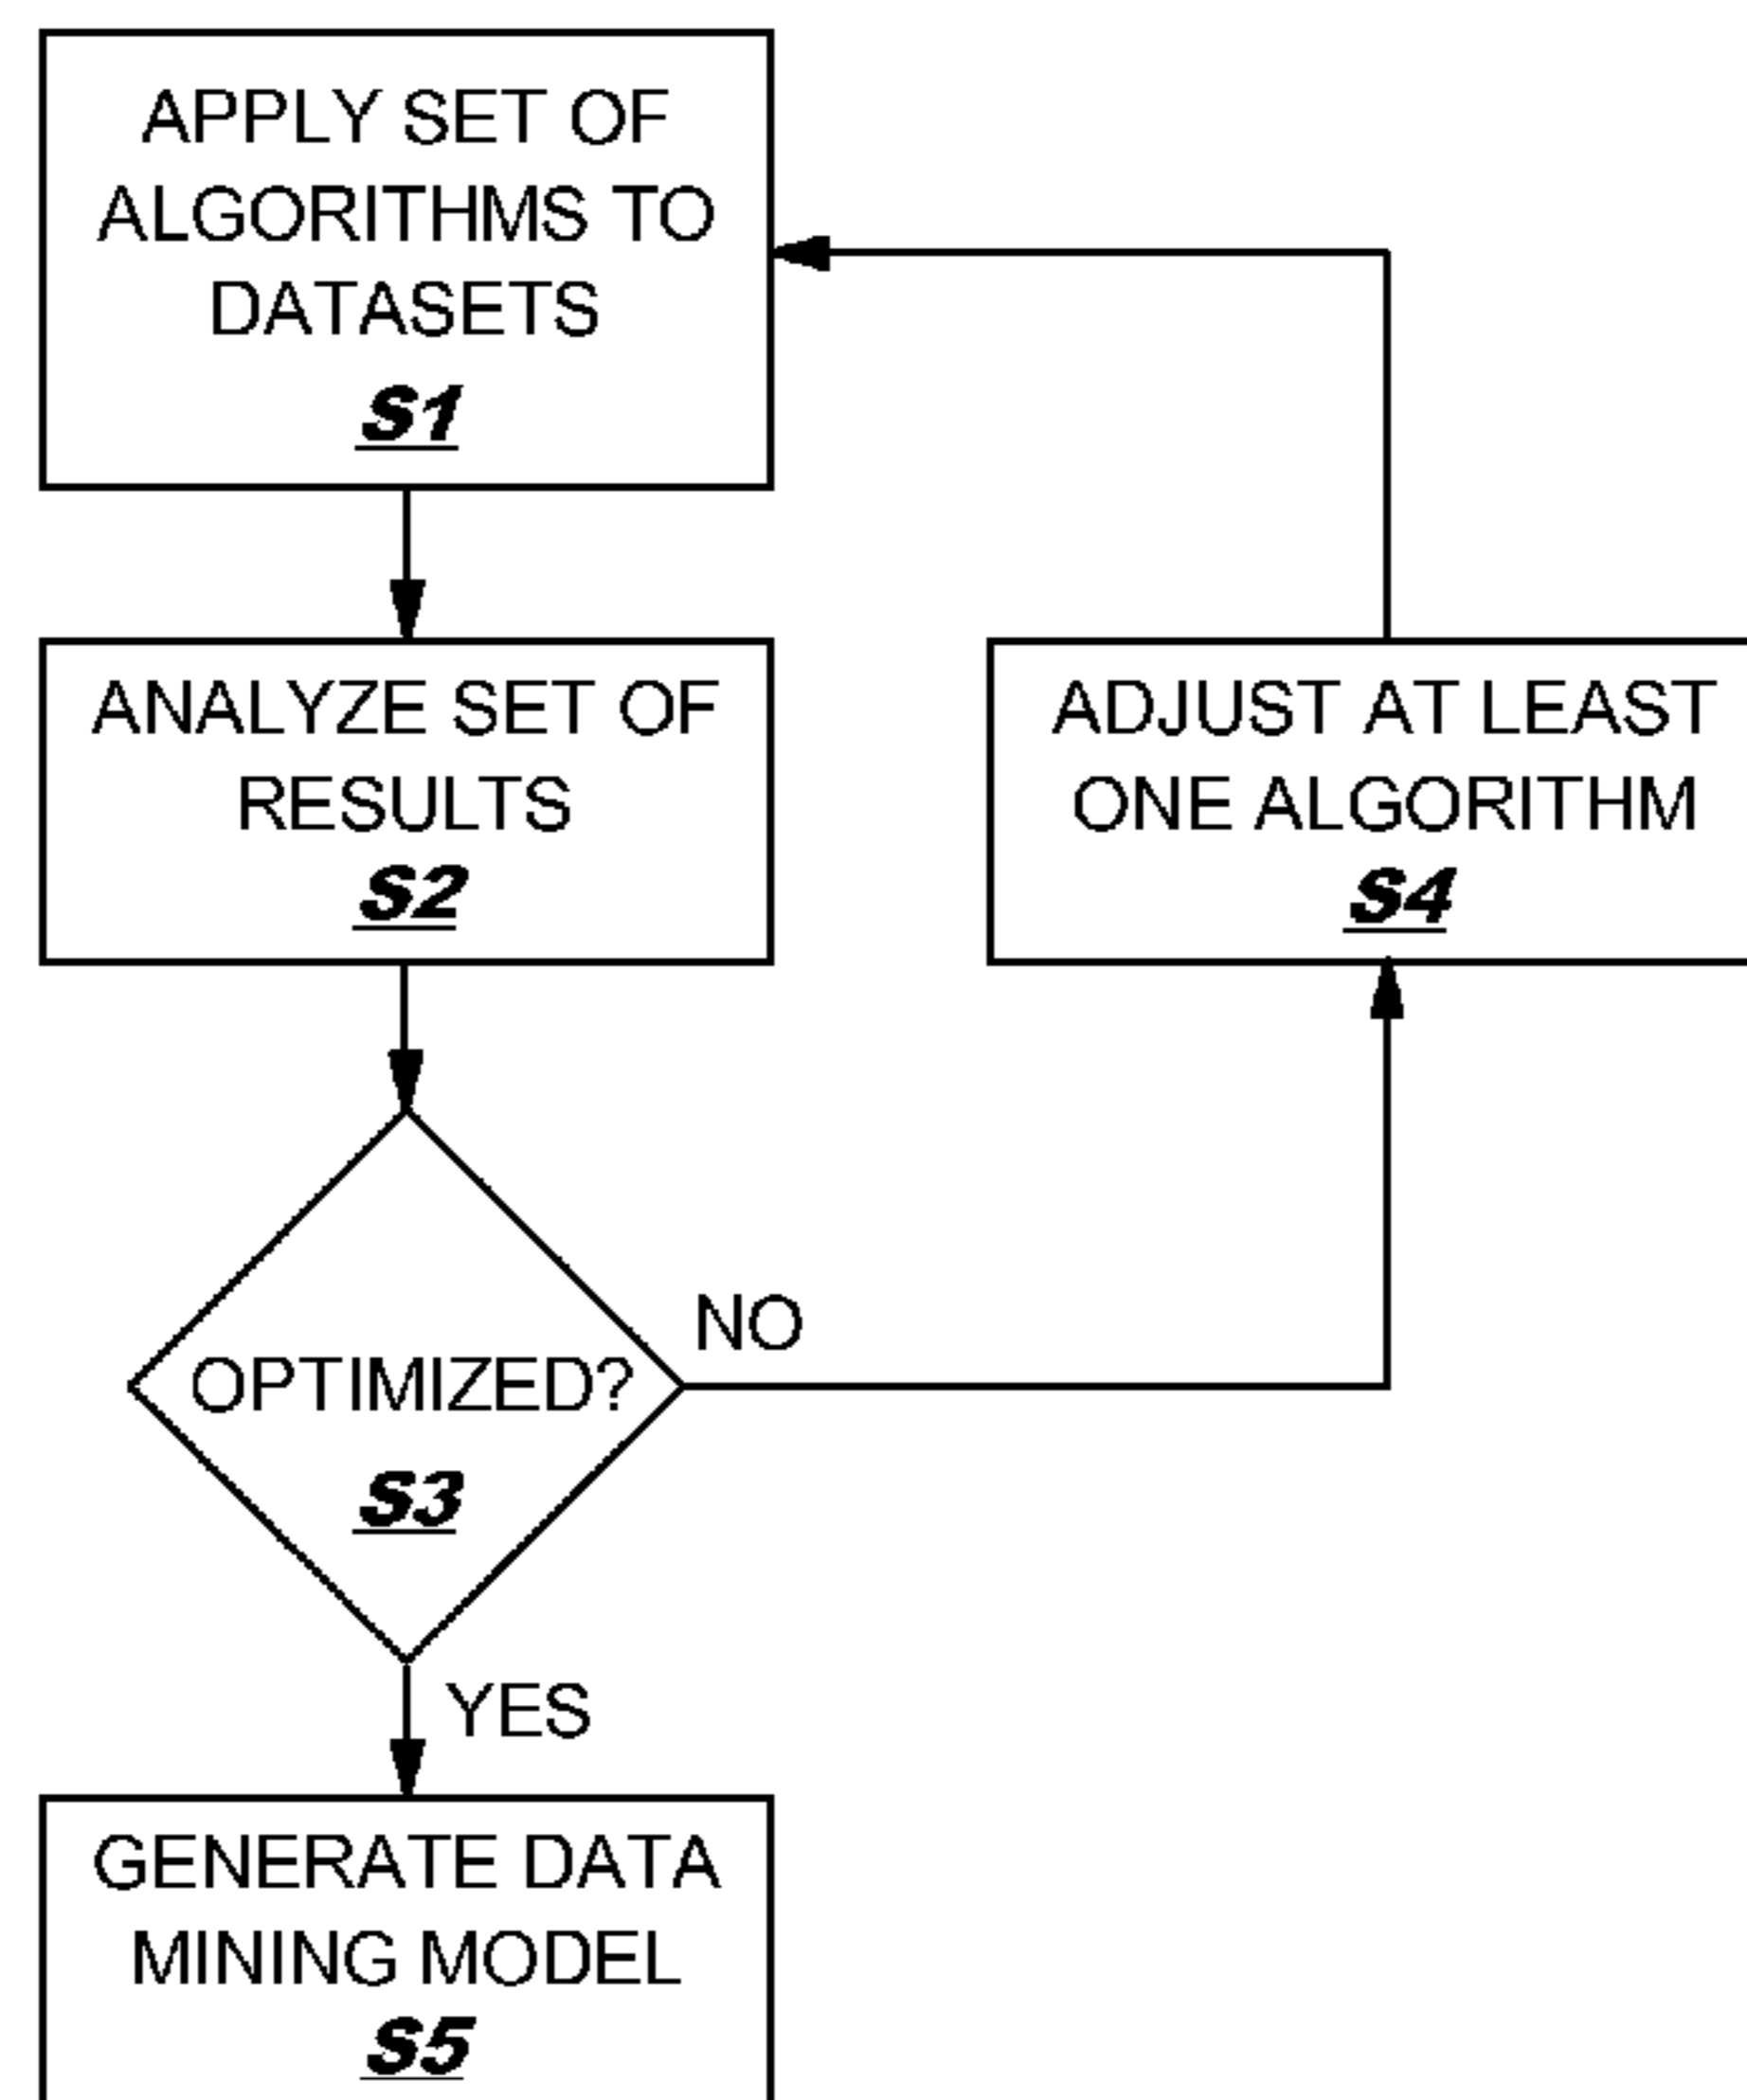 APPLY SET OF
ALGORITHMS TO
DATASETS
S1
ANALYZE SET OF
RESULTS
S2
ADJUST AT LEAST
ONE ALGORITHM
S4
OPTIMIZED?
S3
NO
YES
GENERATE DATA
MINING MODEL
S5